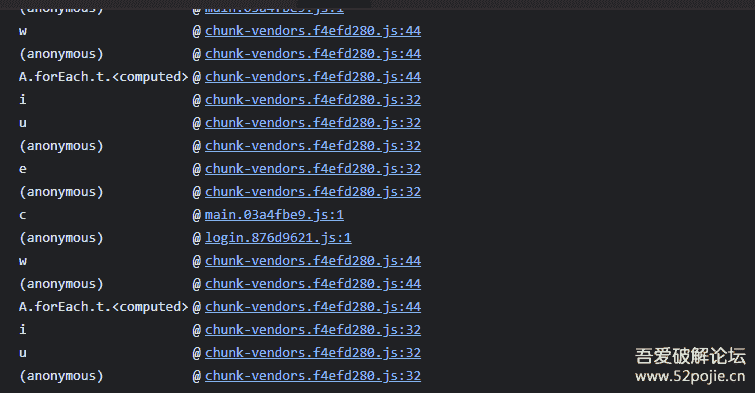 (anonymous) @ main.03a4fbe9.js:1
w @ chunk-vendors.f4efd280.js:44
(anonymous) @ chunk-vendors.f4efd280.js:44
A.forEach.t.<computed> @ chunk-vendors.f4efd280.js:44
i @ chunk-vendors.f4efd280.js:32
u @ chunk-vendors.f4efd280.js:32
(anonymous) @ chunk-vendors.f4efd280.js:32
e @ chunk-vendors.f4efd280.js:32
(anonymous) @ chunk-vendors.f4efd280.js:32
c @ main.03a4fbe9.js:1
(anonymous) @ login.876d9621.js:1
w @ chunk-vendors.f4efd280.js:44
(anonymous) @ chunk-vendors.f4efd280.js:44
A.forEach.t.<computed> @ chunk-vendors.f4efd280.js:44
i @ chunk-vendors.f4efd280.js:32
u @ chunk-vendors.f4efd280.js:32
(anonymous) @ chunk-vendors.f4efd280.js:32
吾爱破解论坛
www.52pojie.cn